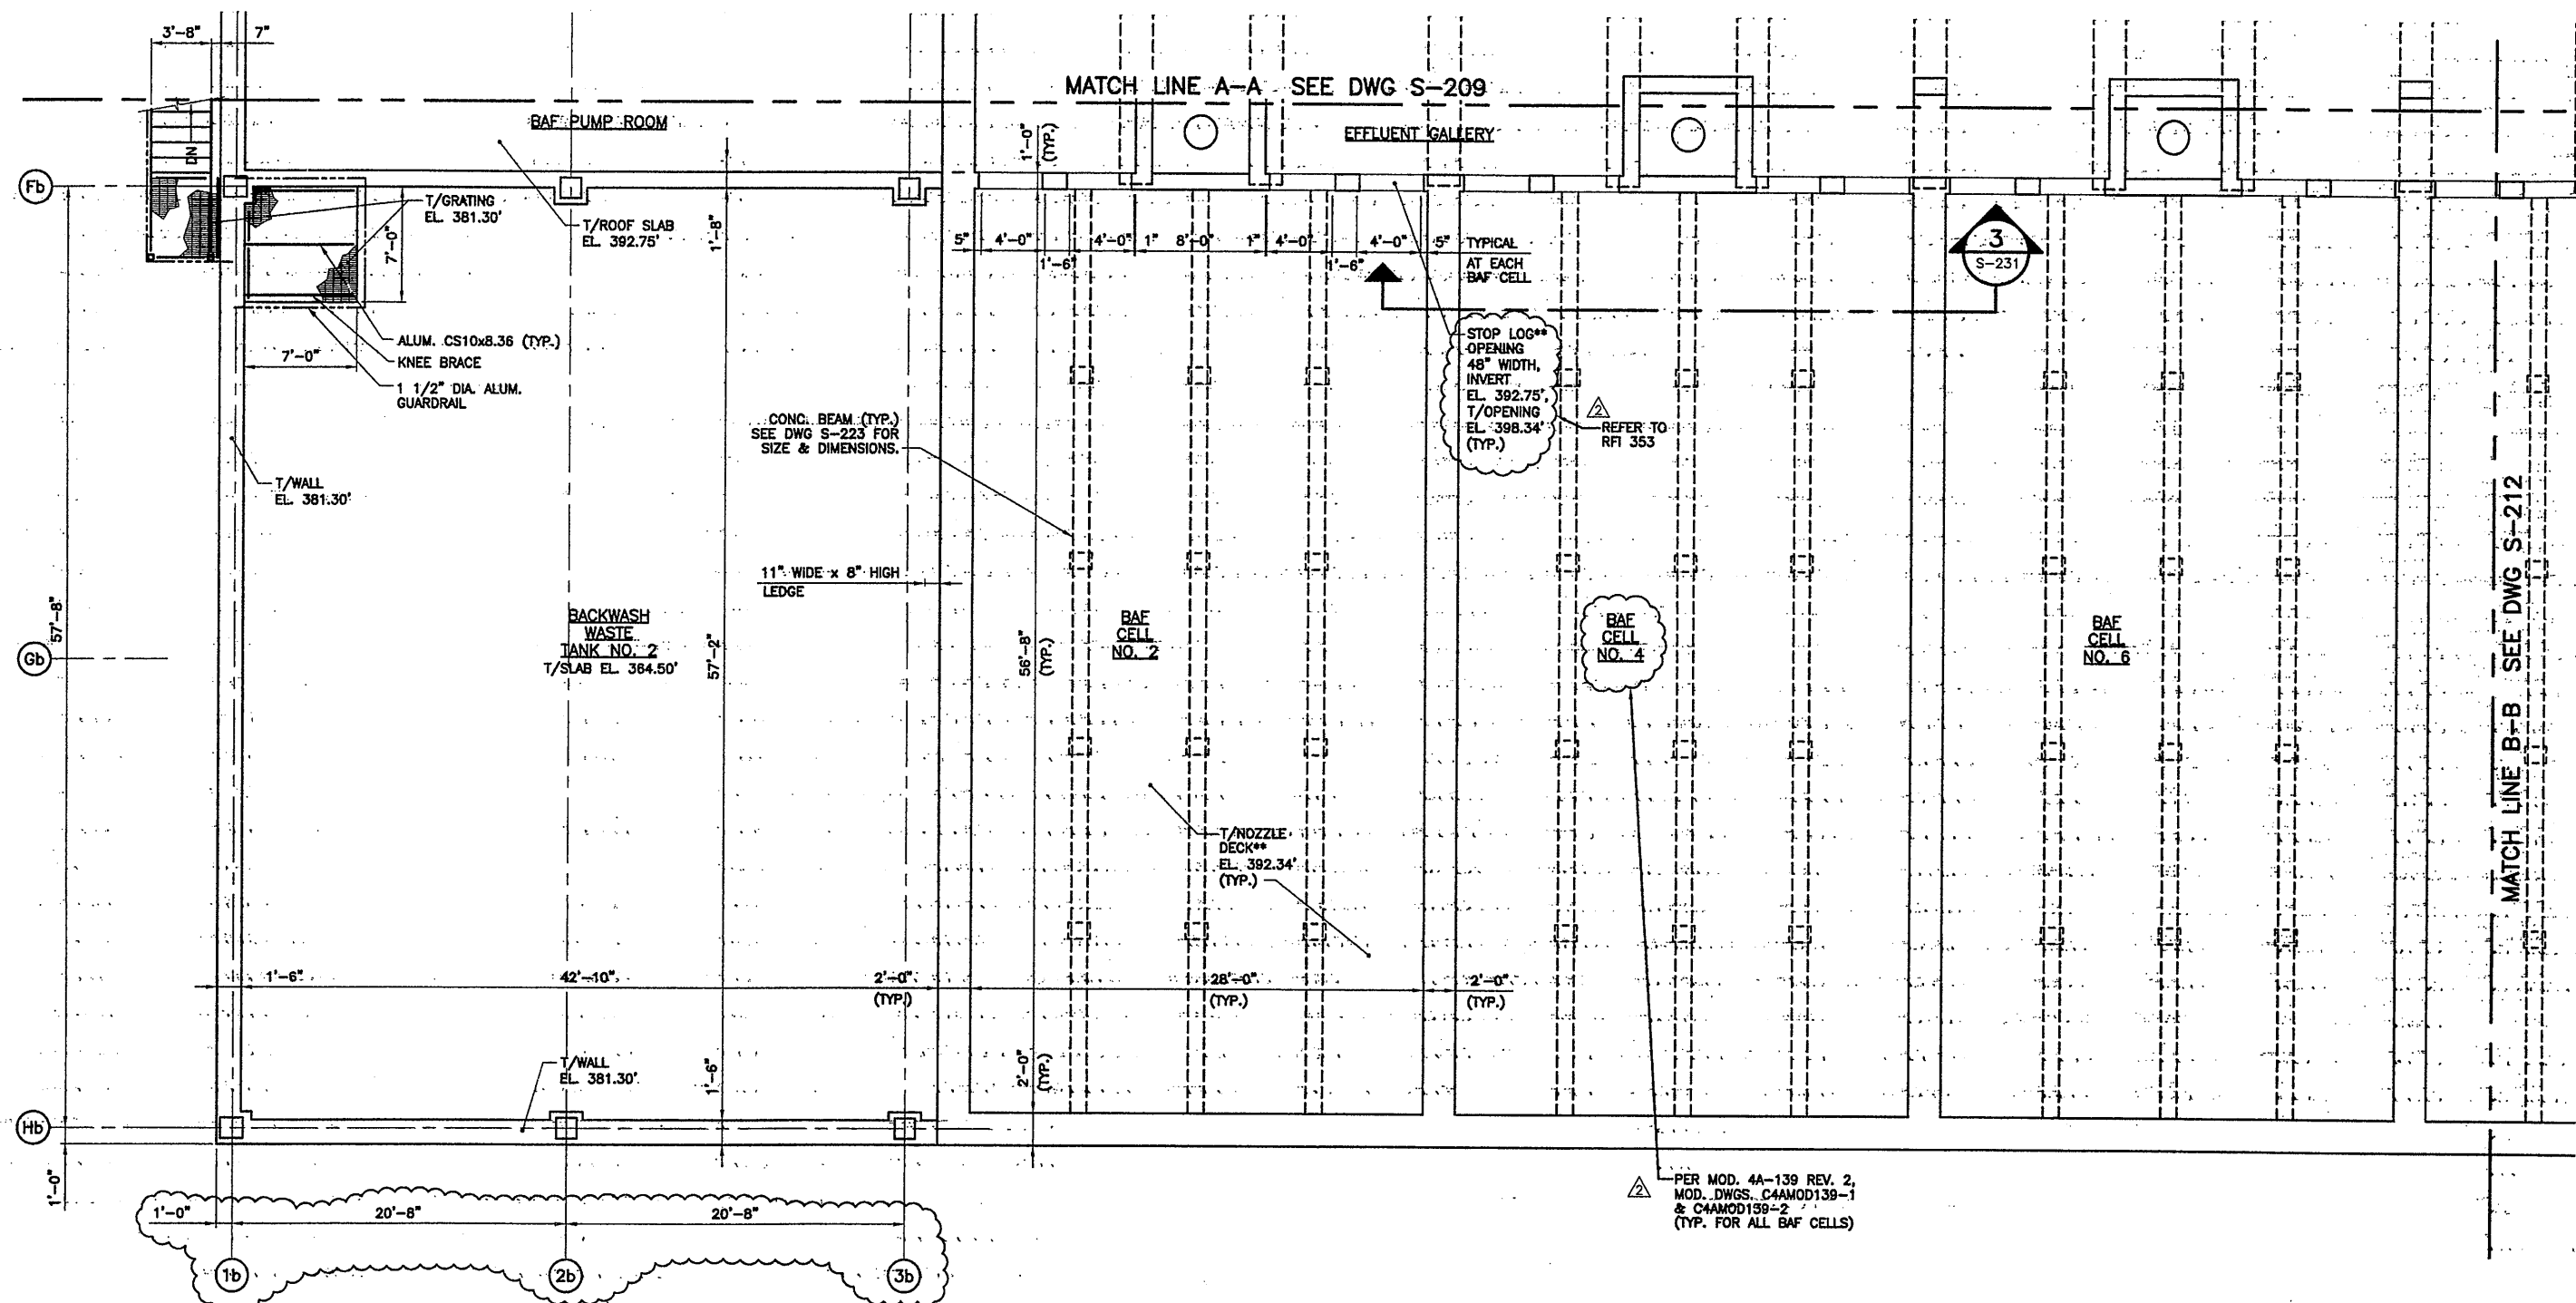 3'-8"
7"
MATCH LINE A-A SEE DWG S-209
BAF PUMP ROOM
EFFLUENT GALLERY
1'-0"
(TYP.)
DN
Fb
T/GRATING
EL. 381.30'
T/ROOF SLAB
EL. 392.75'
7'-0"
1'-8"
5"
4'-0"
1'-6"
4'-0"
1"
8'-0"
1"
4'-0"
1'-6"
4'-0"
5"
TYPICAL
AT EACH
BAF CELL
3
S-231
ALUM. CS10x8.36 (TYP.)
KNEE BRACE
7'-0"
1 1/2" DIA. ALUM.
GUARDRAIL
STOP LOG**
OPENING
48" WIDTH,
INVERT
EL. 392.75',
T/OPENING
EL. 398.34'
(TYP.)
2
REFER TO
RFI 353
CONC. BEAM (TYP.)
SEE DWG S-223 FOR
SIZE & DIMENSIONS.
T/WALL
EL. 381.30'
11" WIDE x 8" HIGH
LEDGE
57'-8"
BACKWASH
WASTE
TANK NO. 2
T/SLAB EL. 364.50'
57'-2"
56'-8"
(TYP.)
BAF
CELL
NO. 2
BAF
CELL
NO. 4
BAF
CELL
NO. 6
MATCH LINE B-B SEE DWG S-212
Gb
T/NOZZLE
DECK**
EL. 392.34'
(TYP.)
1'-6"
42'-10"
2'-0"
(TYP.)
28'-0"
(TYP.)
2'-0"
(TYP.)
T/WALL
EL. 381.30'
1'-6"
2'-0"
(TYP.)
Hb
1'-0"
2
PER MOD. 4A-139 REV. 2,
MOD. DWGS. C4AMOD139-1
& C4AMOD139-2
(TYP. FOR ALL BAF CELLS)
1'-0"
20'-8"
20'-8"
1b
2b
3b